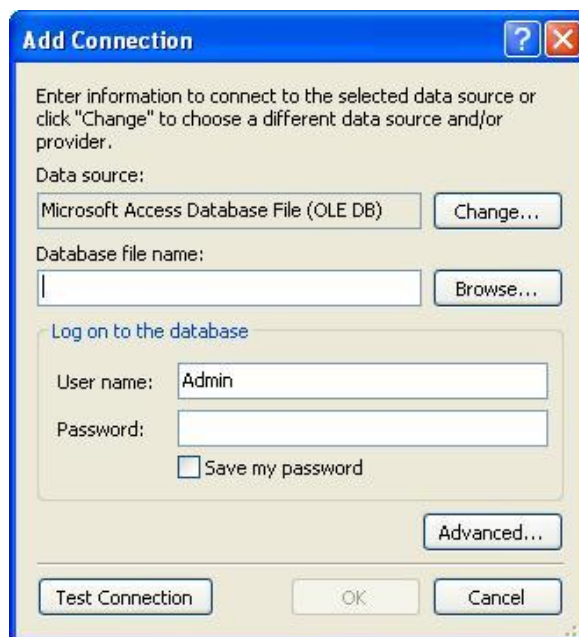 Add Connection
Enter information to connect to the selected data source or
click "Change" to choose a different data source and/or
provider.
Data source:
Microsoft Access Database File (OLE DB)
Change...
Database file name:
Browse...
Log on to the database
User name:
Admin
Password:
Save my password
Advanced...
Test Connection
OK
Cancel